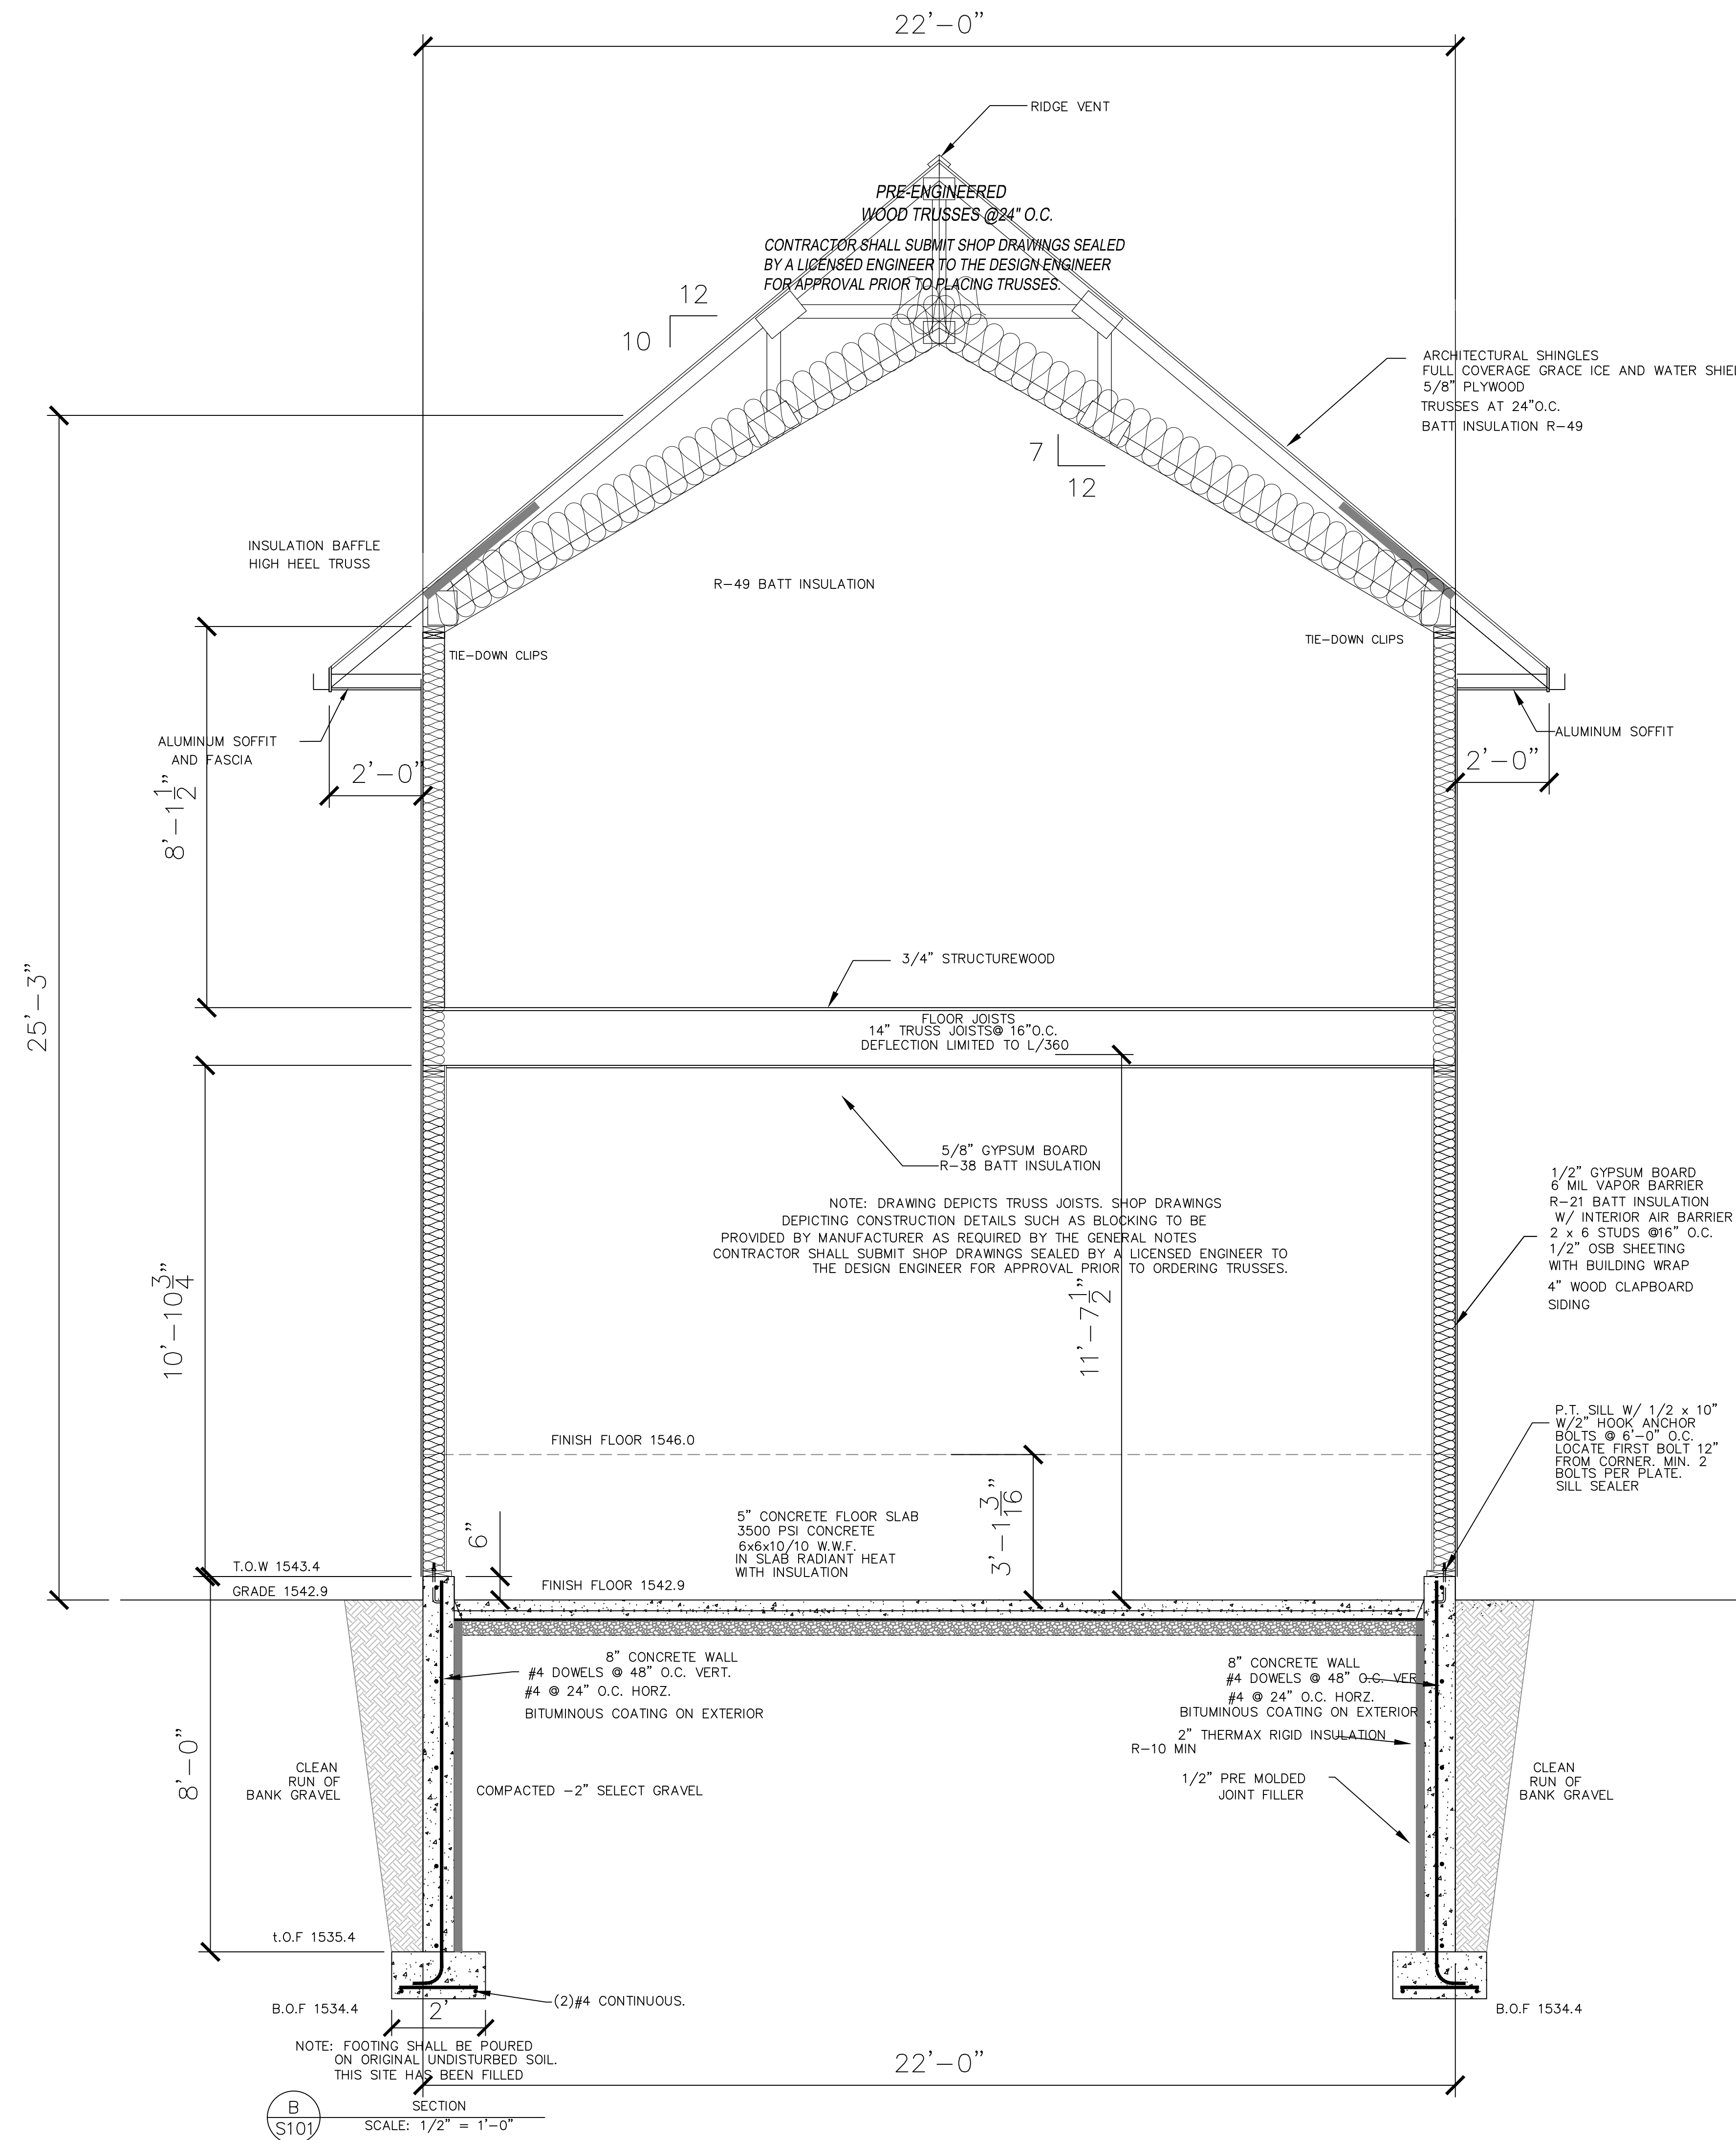 22'-0"
RIDGE VENT
PRE-ENGINEERED
WOOD TRUSSES @24" O.C.
CONTRACTOR SHALL SUBMIT SHOP DRAWINGS SEALED
BY A LICENSED ENGINEER TO THE DESIGN ENGINEER
FOR APPROVAL PRIOR TO PLACING TRUSSES.
12
10
ARCHITECTURAL SHINGLES
FULL COVERAGE GRACE ICE AND WATER SHIE
5/8" PLYWOOD
TRUSSES AT 24"O.C.
BATT INSULATION R-49
7
12
INSULATION BAFFLE
HIGH HEEL TRUSS
R-49 BATT INSULATION
TIE-DOWN CLIPS
TIE-DOWN CLIPS
ALUMINUM SOFFIT
AND FASCIA
2'-0"
ALUMINUM SOFFIT
2'-0"
8'-1 1/2"
25'-3"
3/4" STRUCTUREWOOD
FLOOR JOISTS
14" TRUSS JOISTS@ 16"O.C.
DEFLECTION LIMITED TO L/360
5/8" GYPSUM BOARD
R-38 BATT INSULATION
NOTE: DRAWING DEPICTS TRUSS JOISTS. SHOP DRAWINGS
DEPICTING CONSTRUCTION DETAILS SUCH AS BLOCKING TO BE
PROVIDED BY MANUFACTURER AS REQUIRED BY THE GENERAL NOTES
CONTRACTOR SHALL SUBMIT SHOP DRAWINGS SEALED BY A LICENSED ENGINEER TO
THE DESIGN ENGINEER FOR APPROVAL PRIOR TO ORDERING TRUSSES.
1/2" GYPSUM BOARD
6 MIL VAPOR BARRIER
R-21 BATT INSULATION
W/ INTERIOR AIR BARRIER
2 x 6 STUDS @16" O.C.
1/2" OSB SHEETING
WITH BUILDING WRAP
4" WOOD CLAPBOARD
SIDING
10'-10 3/4"
11'-7 1/2"
P.T. SILL W/ 1/2 x 10"
W/2" HOOK ANCHOR
BOLTS @ 6'-0" O.C.
LOCATE FIRST BOLT 12"
FROM CORNER. MIN. 2
BOLTS PER PLATE.
SILL SEALER
FINISH FLOOR 1546.0
3'-1 3/16"
5" CONCRETE FLOOR SLAB
3500 PSI CONCRETE
6x6x10/10 W.W.F.
IN SLAB RADIANT HEAT
WITH INSULATION
6"
T.O.W 1543.4
GRADE 1542.9
FINISH FLOOR 1542.9
8" CONCRETE WALL
#4 DOWELS @ 48" O.C. VERT.
#4 @ 24" O.C. HORZ.
BITUMINOUS COATING ON EXTERIOR
8" CONCRETE WALL
#4 DOWELS @ 48" O.C. VER
#4 @ 24" O.C. HORZ.
BITUMINOUS COATING ON EXTERIOR
2" THERMAX RIGID INSULATION
R-10 MIN
1/2" PRE MOLDED
JOINT FILLER
8'-0"
CLEAN
RUN OF
BANK GRAVEL
COMPACTED -2" SELECT GRAVEL
CLEAN
RUN OF
BANK GRAVEL
t.O.F 1535.4
B.O.F 1534.4
2'
(2)#4 CONTINUOUS.
B.O.F 1534.4
NOTE: FOOTING SHALL BE POURED
ON ORIGINAL UNDISTURBED SOIL.
THIS SITE HAS BEEN FILLED
22'-0"
B
S101
SECTION
SCALE: 1/2" = 1'-0"